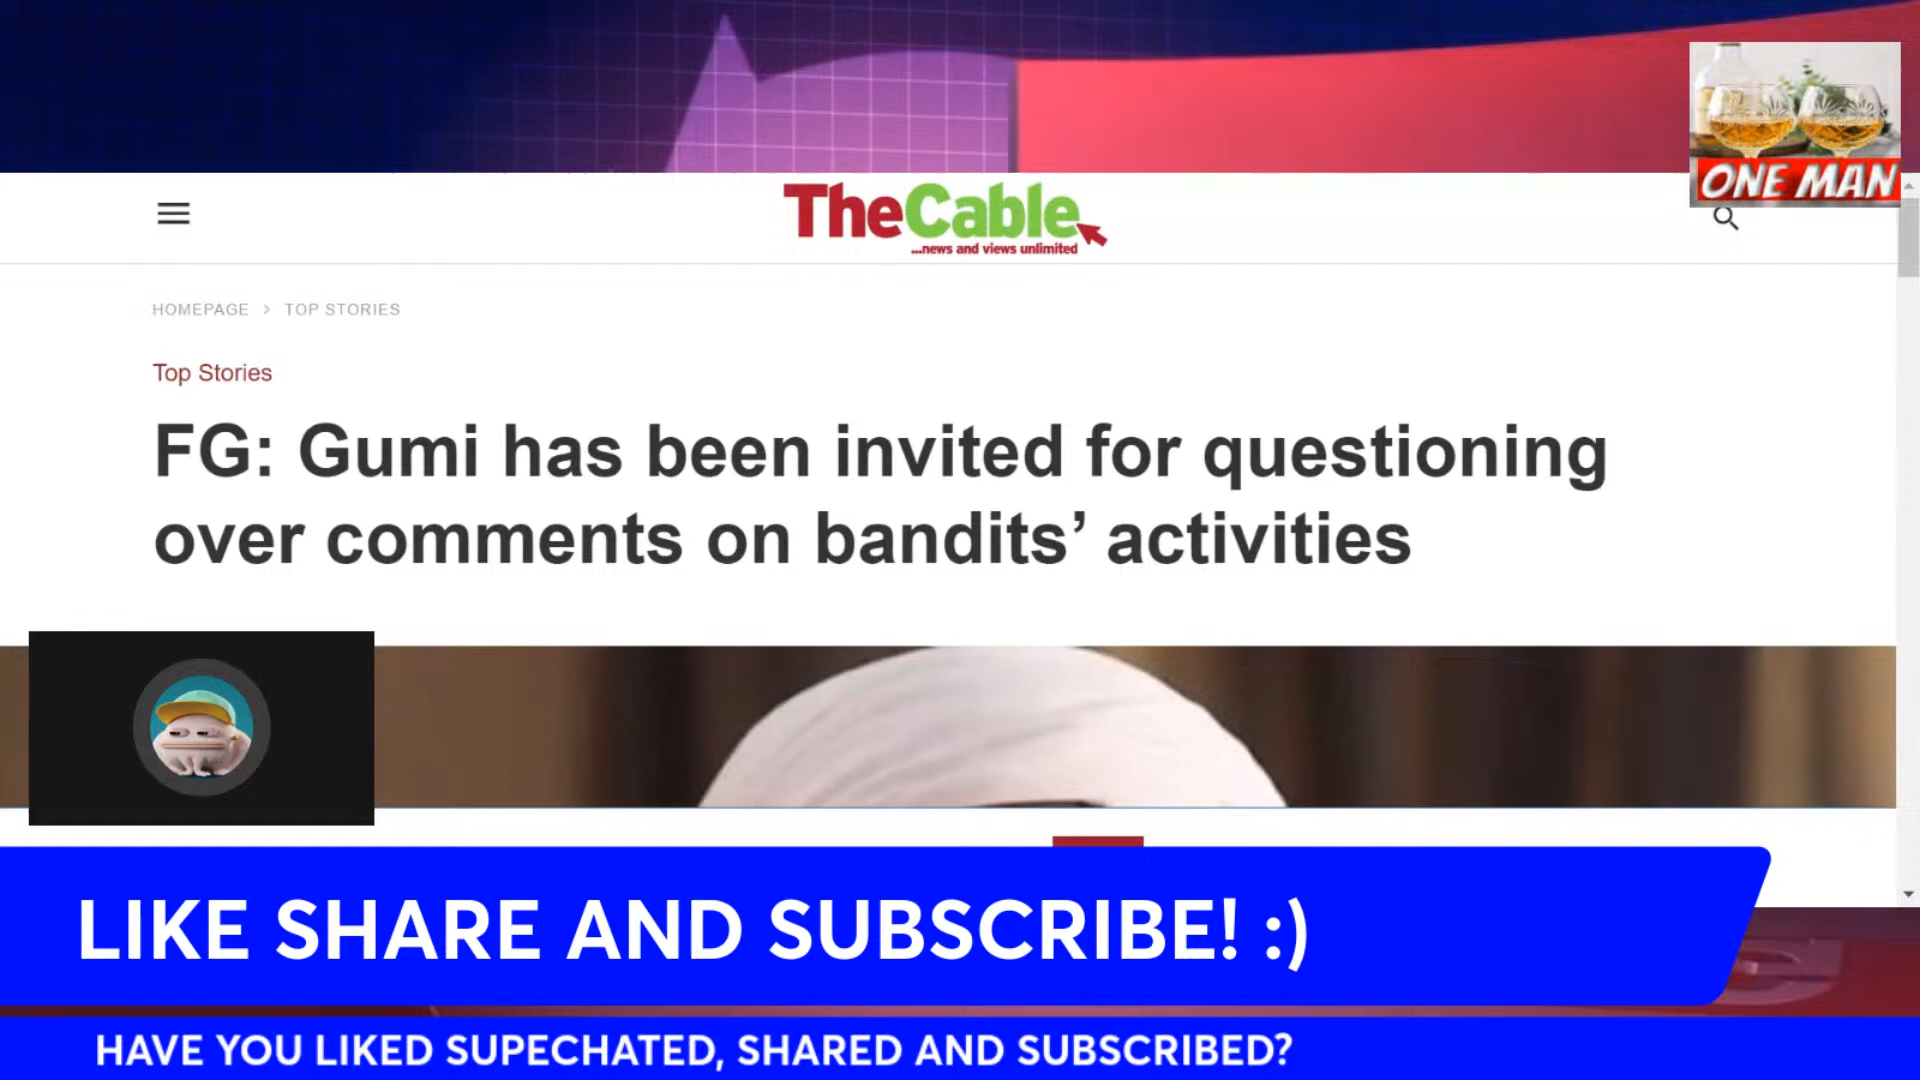 ONE MAN
TheCable
...news and views unlimited
HOMEPAGE > TOP STORIES
Top Stories
FG: Gumi has been invited for questioning
over comments on bandits’ activities
LIKE SHARE AND SUBSCRIBE! :)
HAVE YOU LIKED SUPECHATED, SHARED AND SUBSCRIBED?